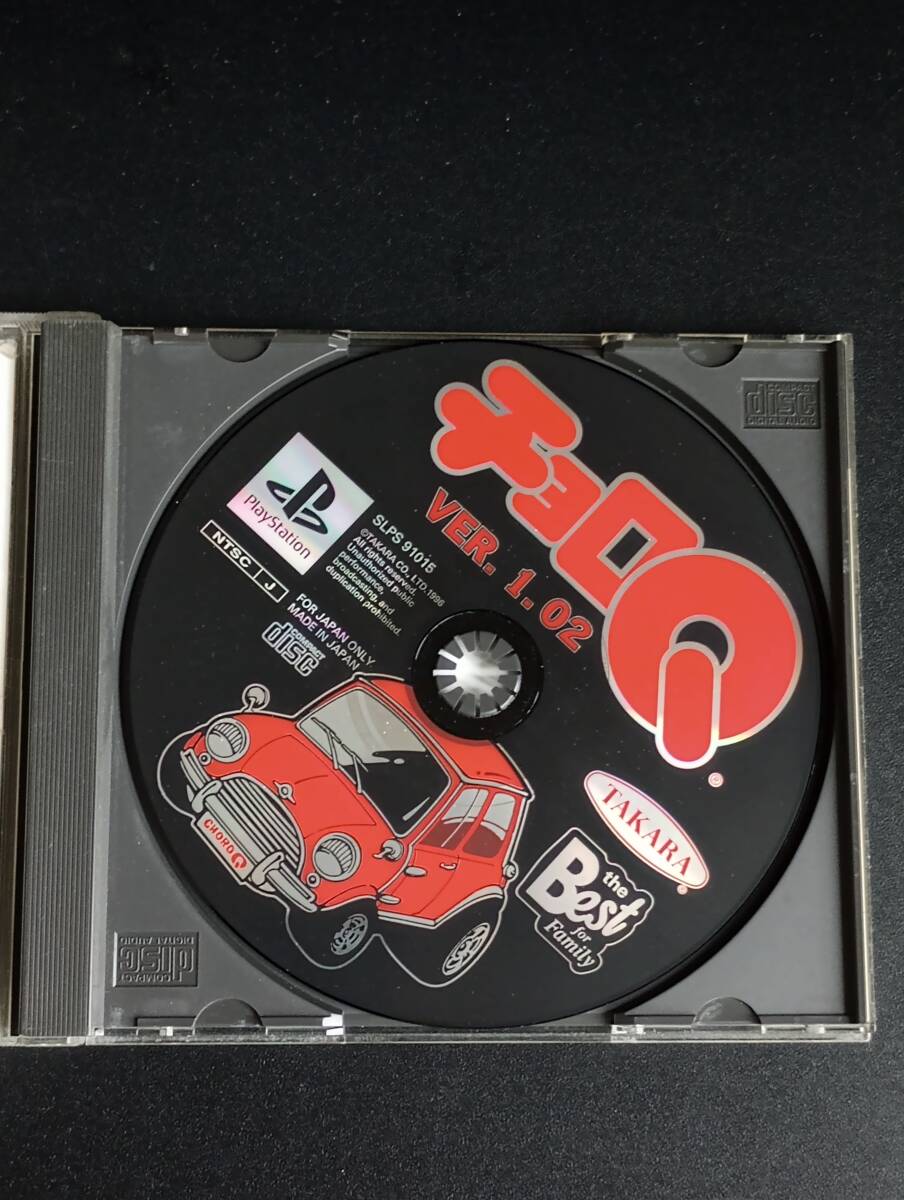 チョロQ
VER. 1. 02
PlayStation
NTSC J
SLPS 91015
©TAKARA CO., LTD. 1996
All rights reserved.
Unauthorized public
performance,
broadcasting, and
duplication prohibited.
FOR JAPAN ONLY
MADE IN JAPAN
COMPACT
disc
CHORO Q
TAKARA
®
®
the
Best
for
Family
COMPACT
disc
DIGITAL AUDIO
COMPACT
disc
DIGITAL AUDIO